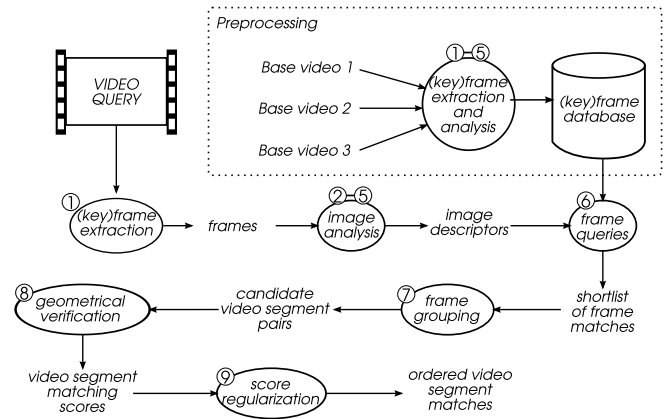 Preprocessing
VIDEO
QUERY
Base video 1
Base video 2
Base video 3
①–⑤
(key)frame
extraction
and
analysis
(key)frame
database
①
(key)frame
extraction
frames
②–⑤
image
analysis
image
descriptors
⑥
frame
queries
shortlist
of frame
matches
⑦
frame
grouping
candidate
video segment
pairs
⑧
geometrical
verification
video segment
matching
scores
⑨
score
regularization
ordered video
segment
matches